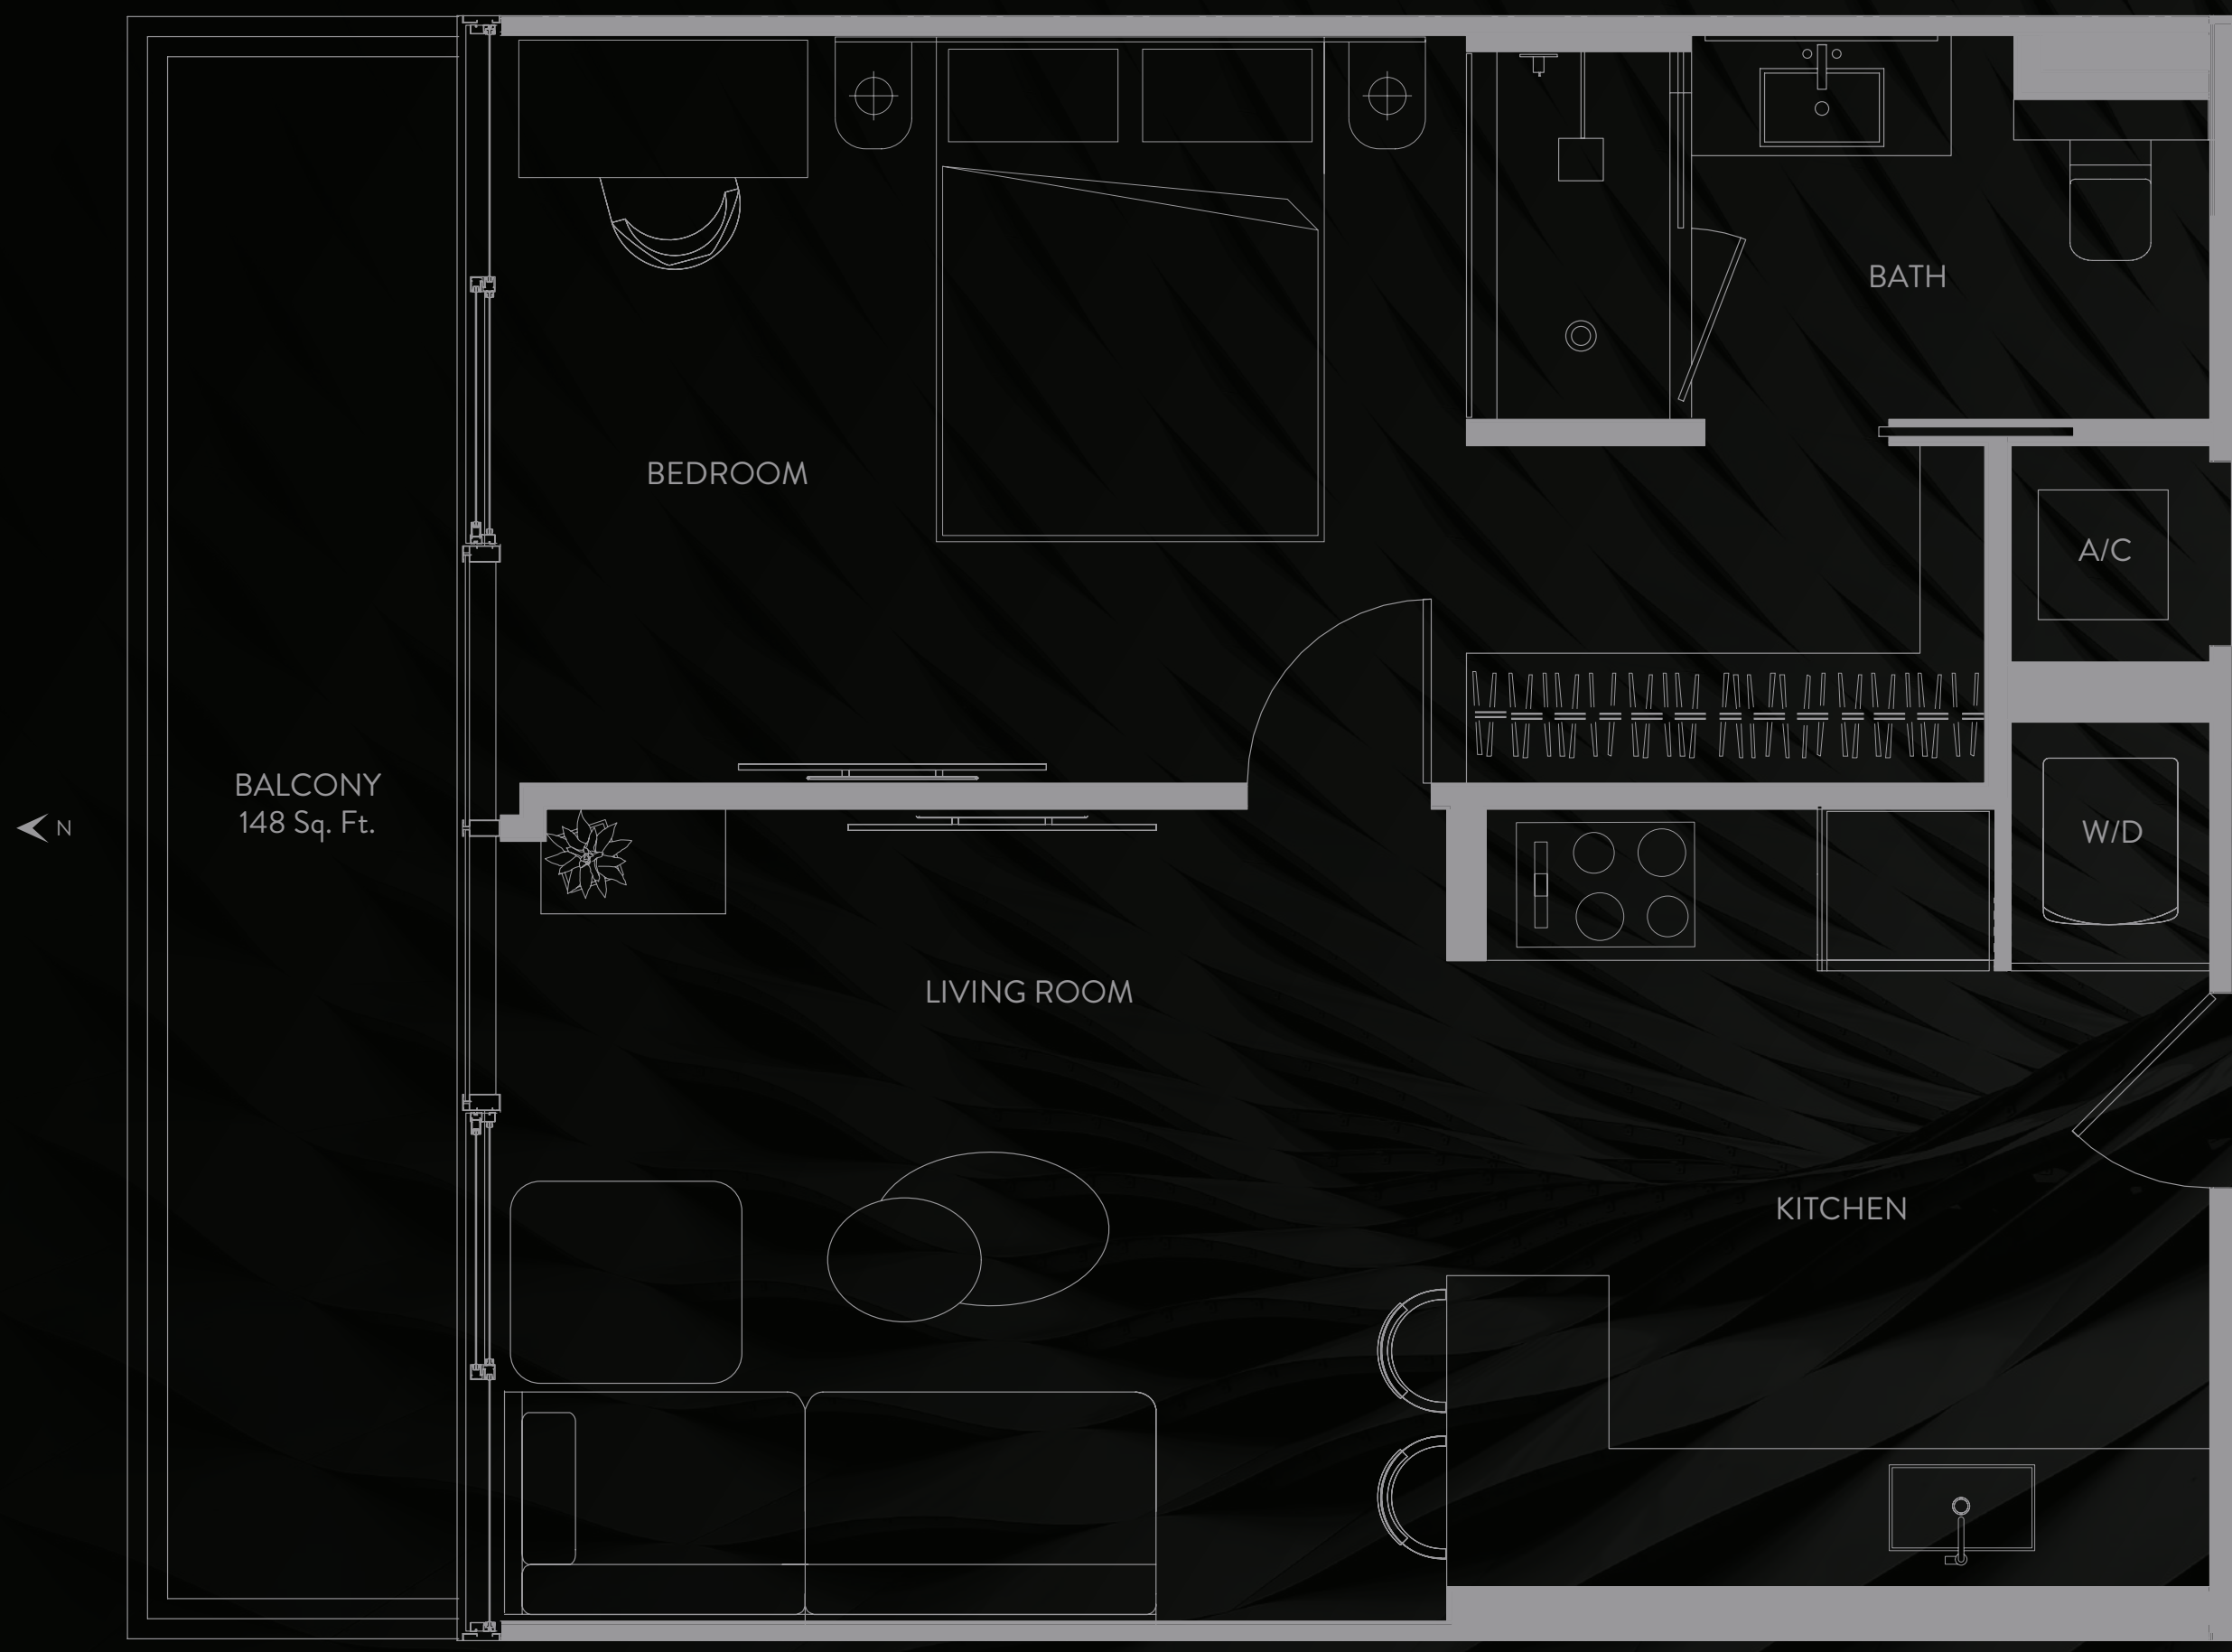 BATH
BEDROOM
A/C
BALCONY
148 Sq. Ft.
N
W/D
LIVING ROOM
KITCHEN